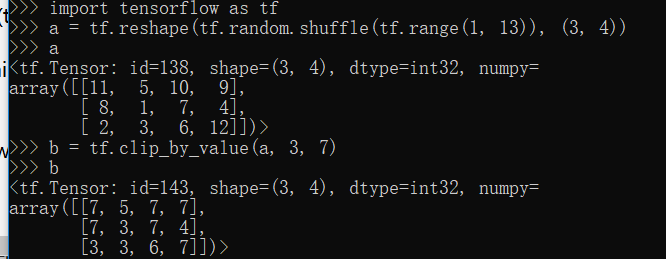 >>> import tensorflow as tf
>>> a = tf.reshape(tf.random.shuffle(tf.range(1, 13)), (3, 4))
>>> a
<tf.Tensor: id=138, shape=(3, 4), dtype=int32, numpy=
array([[11,  5, 10,  9],
       [ 8,  1,  7,  4],
       [ 2,  3,  6, 12]])>
>>> b = tf.clip_by_value(a, 3, 7)
>>> b
<tf.Tensor: id=143, shape=(3, 4), dtype=int32, numpy=
array([[7, 5, 7, 7],
       [7, 3, 7, 4],
       [3, 3, 6, 7]])>